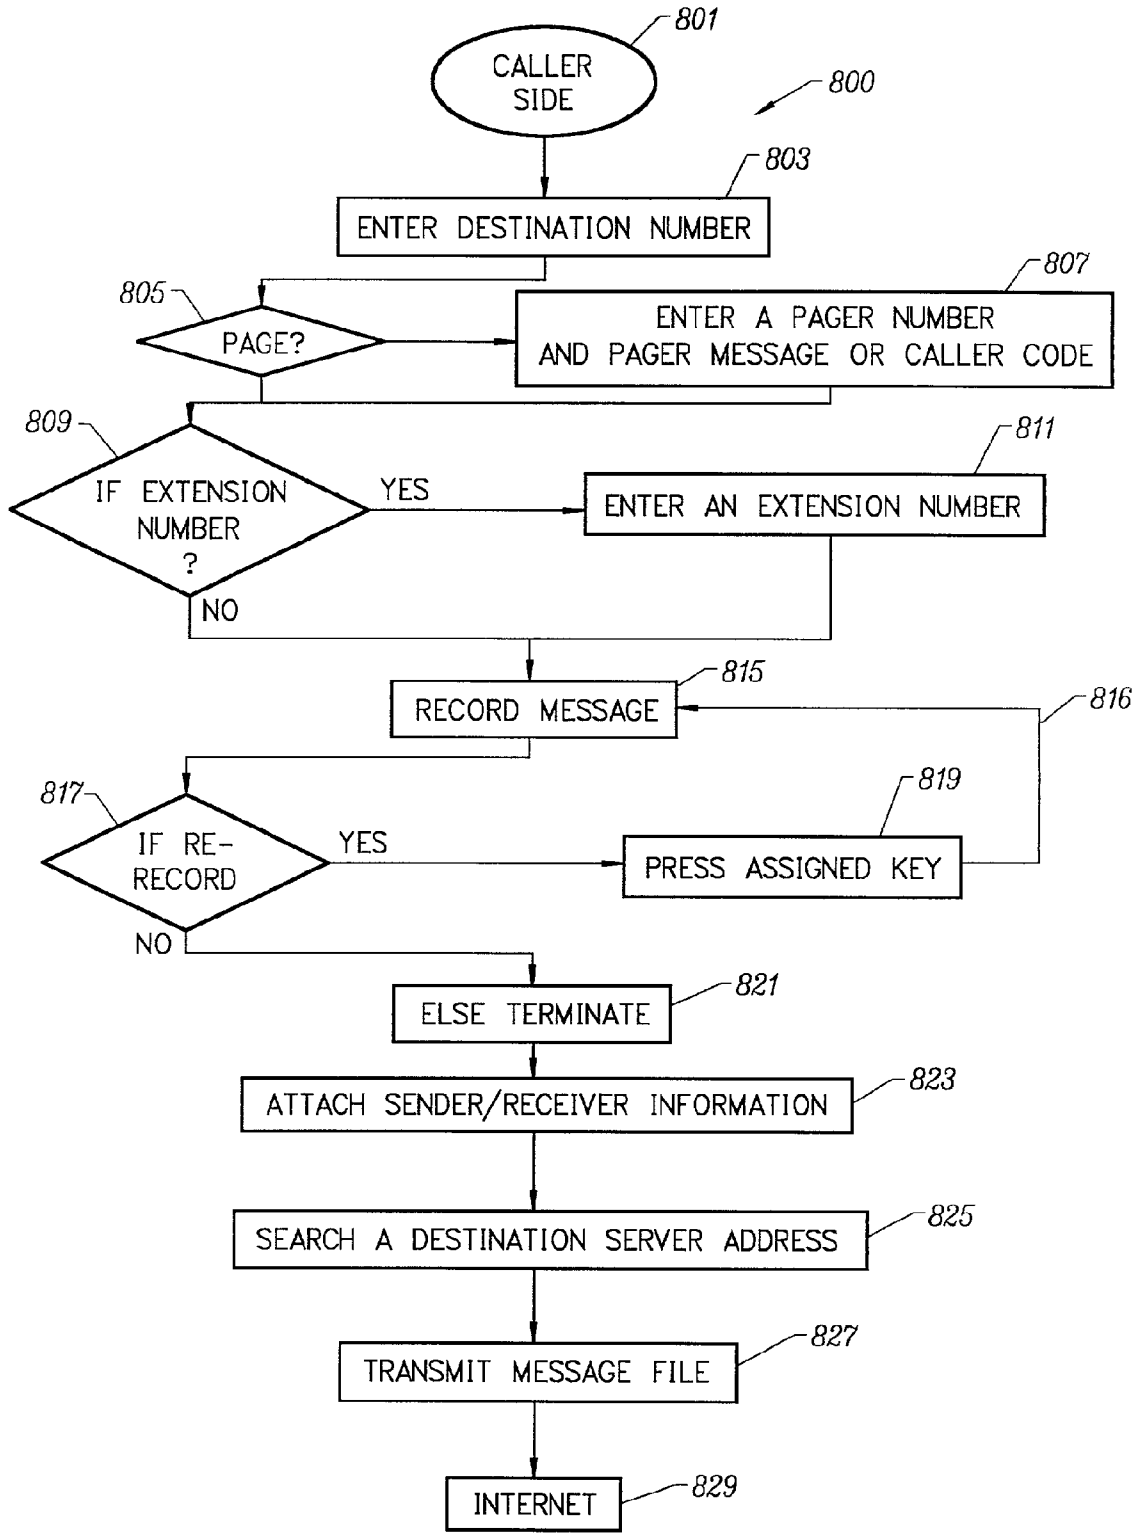 801
CALLER
SIDE
800
803
ENTER DESTINATION NUMBER
805
PAGE?
807
ENTER A PAGER NUMBER
AND PAGER MESSAGE OR CALLER CODE
809
IF EXTENSION
NUMBER
?
YES
811
ENTER AN EXTENSION NUMBER
NO
815
RECORD MESSAGE
816
817
IF RE-
RECORD
YES
819
PRESS ASSIGNED KEY
NO
821
ELSE TERMINATE
823
ATTACH SENDER/RECEIVER INFORMATION
825
SEARCH A DESTINATION SERVER ADDRESS
827
TRANSMIT MESSAGE FILE
829
INTERNET